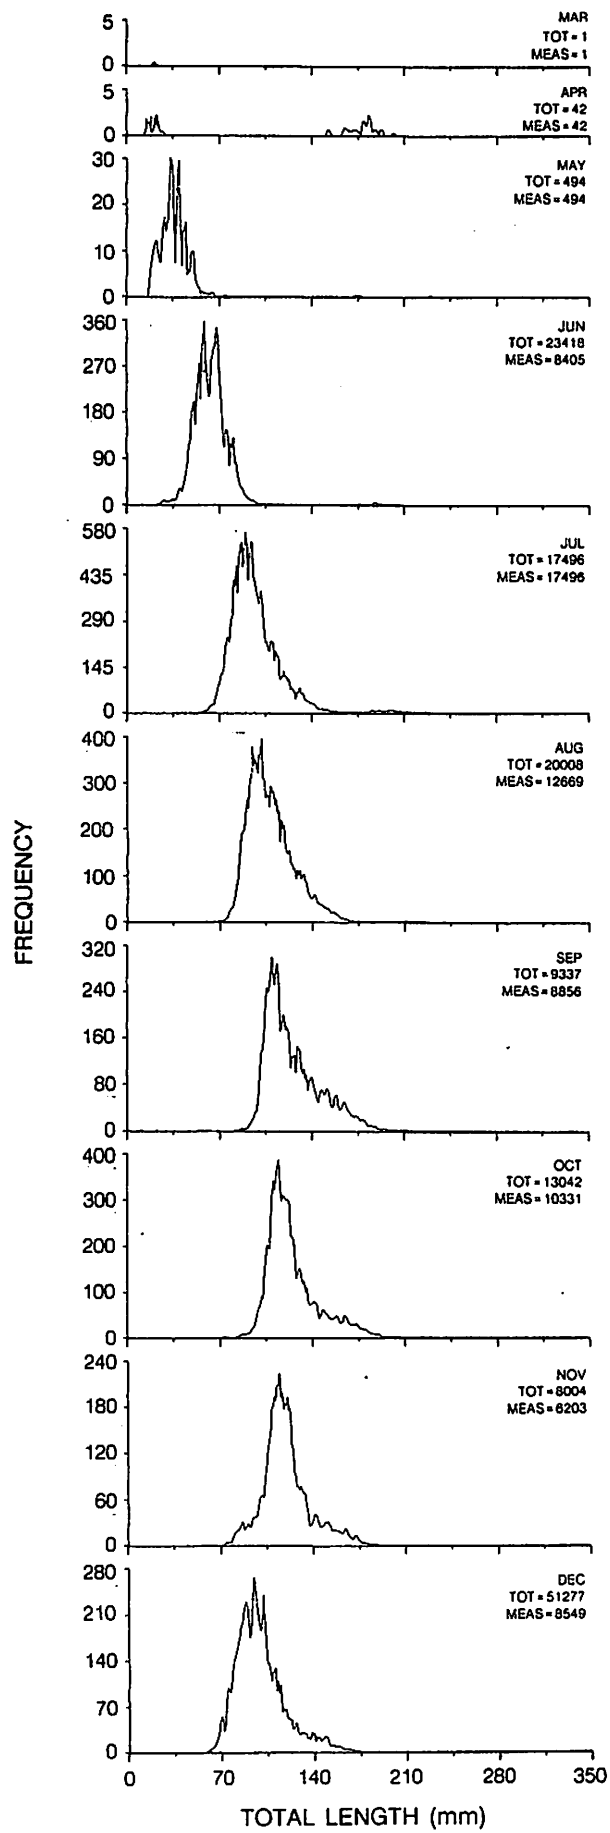 5
0
MAR
TOT=1
MEAS=1
5
0
APR
TOT=42
MEAS=42
30
20
10
0
MAY
TOT=494
MEAS=494
360
270
180
90
0
JUN
TOT=23418
MEAS=8405
580
435
290
145
0
JUL
TOT=17496
MEAS=17496
400
300
200
100
0
AUG
TOT=20008
MEAS=12669
FREQUENCY
320
240
160
80
0
SEP
TOT=9337
MEAS=8856
400
300
200
100
0
OCT
TOT=13042
MEAS=10331
240
180
120
60
0
NOV
TOT=8004
MEAS=6203
280
210
140
70
0
DEC
TOT=51277
MEAS=8549
0 70 140 210 280 350
TOTAL LENGTH (mm)